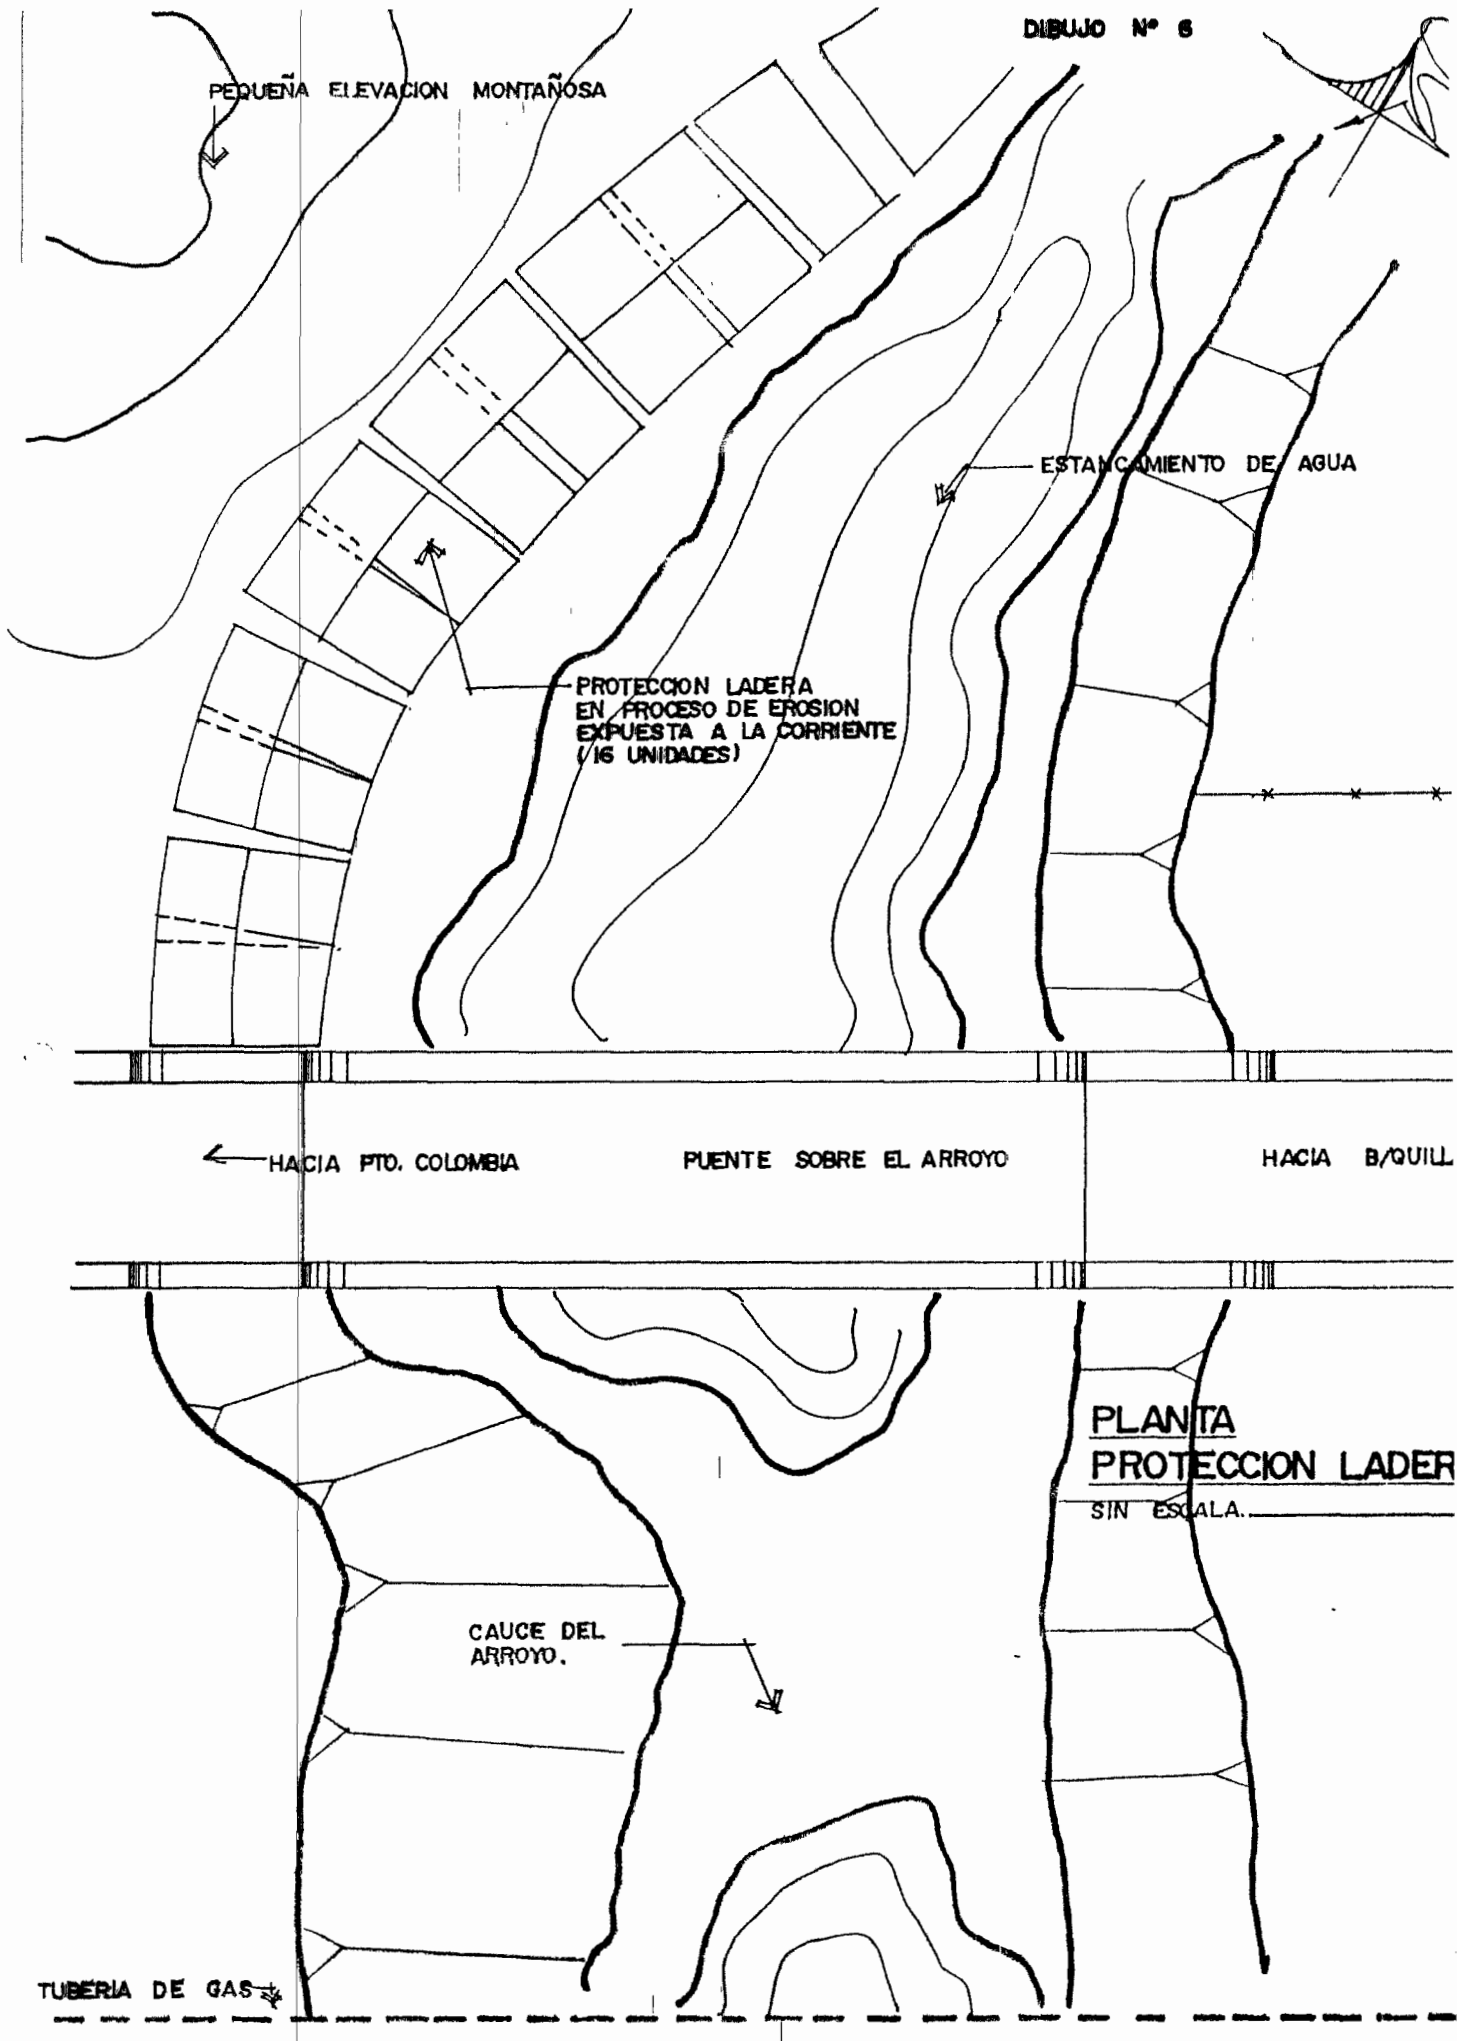 DIBUJO Nº 6
PEQUEÑA ELEVACION MONTAÑOSA
ESTANCAMIENTO DE AGUA
PROTECCION LADERA
EN PROCESO DE EROSION
EXPUESTA A LA CORRIENTE
(16 UNIDADES)
HACIA PTO. COLOMBIA
PUENTE SOBRE EL ARROYO
HACIA B/QUILL
PLANTA
PROTECCION LADER
SIN ESCALA.
CAUCE DEL
ARROYO.
TUBERIA DE GAS